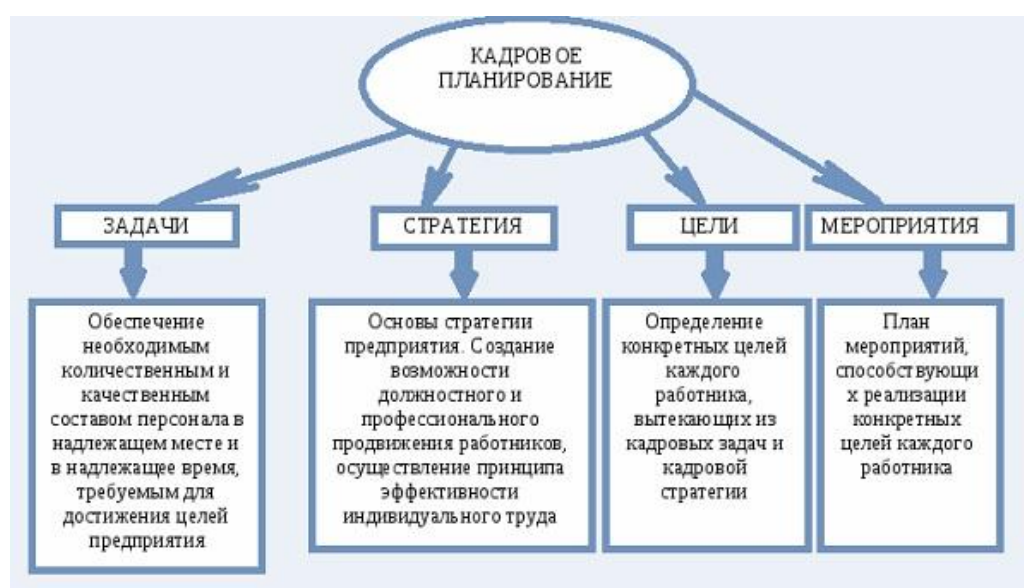 КАДРОВОЕ
ПЛАНИРОВАНИЕ
ЗАДАЧИ
СТРАТЕГИЯ
ЦЕЛИ
МЕРОПРИЯТИЯ
Обеспечение
необходимым
количественным и
качественным
составом персонала в
надлежащем месте и
в надлежащее время,
требуемым для
достижения целей
предприятия
Основы стратегии
предприятия. Создание
возможности
должностного и
профессионального
продвижения работников,
осуществление принципа
эффективности
индивидуального труда
Определение
конкретных целей
каждого
работника,
вытекающих из
кадровых задач и
кадровой
стратегии
План
мероприятий,
способствующи
х реализации
конкретных
целей каждого
работника